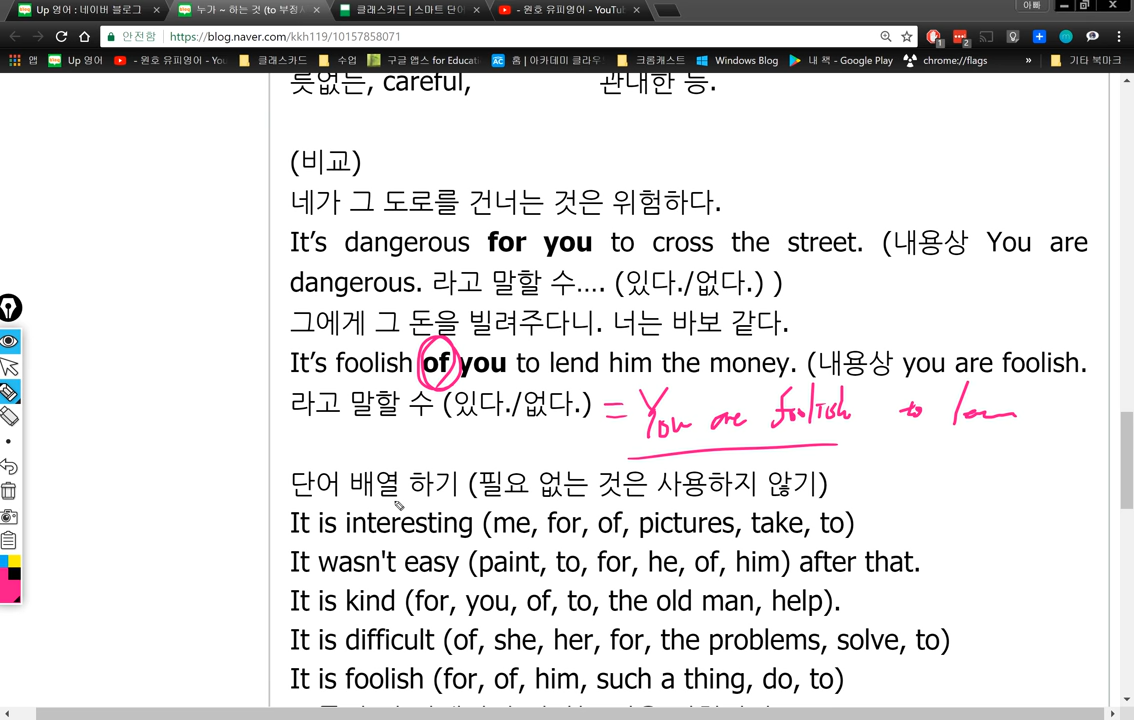 Up 영어 : 네이버 블로그
누가 ~ 하는 것 (to 부정사
클래스카드 | 스마트 단어
- 원호 유피영어 - YouTu
아빠
안전함 https://blog.naver.com/kkh119/10157858071
앱 Up 영어 - 원호 유피영어 - Yo 클래스카드 수업 구글 앱스 for Educati 홈 | 아카데미 클라우 크롬캐스트 Windows Blog 내 책 - Google Play chrome://flags » 기타 북마크
릇없는, careful, 관대한 등.
(비교)
네가 그 도로를 건너는 것은 위험하다.
It's dangerous for you to cross the street. (내용상 You are
dangerous. 라고 말할 수…. (있다./없다.) )
그에게 그 돈을 빌려주다니. 너는 바보 같다.
It's foolish of you to lend him the money. (내용상 you are foolish.
라고 말할 수 (있다./없다.) = You are foolish to
단어 배열 하기 (필요 없는 것은 사용하지 않기)
It is interesting (me, for, of, pictures, take, to)
It wasn't easy (paint, to, for, he, of, him) after that.
It is kind (for, you, of, to, the old man, help).
It is difficult (of, she, her, for, the problems, solve, to)
It is foolish (for, of, him, such a thing, do, to)